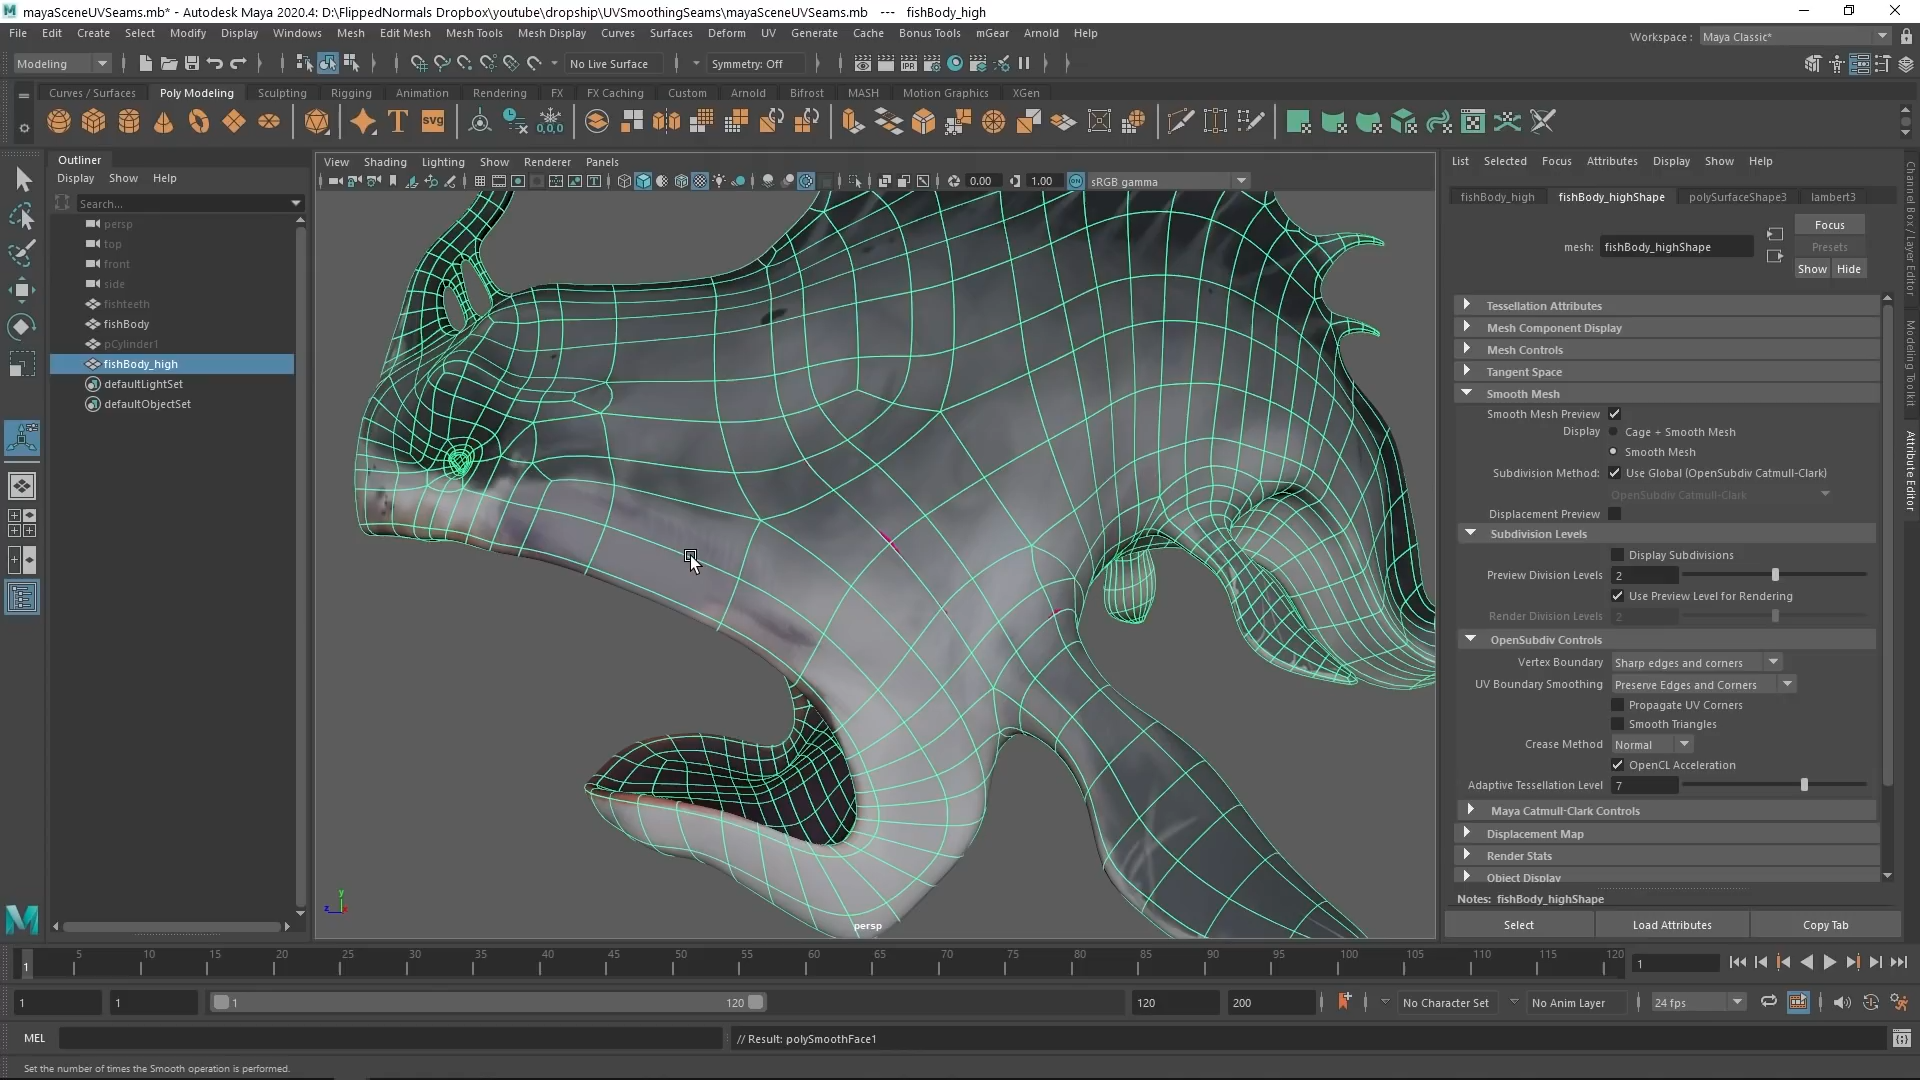 mayaSceneUVSeams.mb* - Autodesk Maya 2020.4: D:\FlippedNormals Dropbox\youtube\dropship\UVSmoothingSeams\mayaSceneUVSeams.mb --- fishBody_high
File Edit Create Select Modify Display Windows Mesh Edit Mesh Mesh Tools Mesh Display Curves Surfaces Deform UV Generate Cache Bonus Tools mGear Arnold Help
Workspace : Maya Classic*
Modeling No Live Surface Symmetry: Off
Curves / Surfaces Poly Modeling Sculpting Rigging Animation Rendering FX FX Caching Custom Arnold Bifrost MASH Motion Graphics XGen
Outliner
Display Show Help
Search...
persp
top
front
side
fishteeth
fishBody
pCylinder1
fishBody_high
defaultLightSet
defaultObjectSet
View Shading Lighting Show Renderer Panels
0.00 1.00 sRGB gamma
persp
List Selected Focus Attributes Display Show Help
fishBody_high fishBody_highShape polySurfaceShape3 lambert3
Focus
mesh: fishBody_highShape Presets
Show Hide
Tessellation Attributes
Mesh Component Display
Mesh Controls
Tangent Space
Smooth Mesh
Smooth Mesh Preview
Display Cage + Smooth Mesh
Smooth Mesh
Subdivision Method: Use Global (OpenSubdiv Catmull-Clark)
OpenSubdiv Catmull-Clark
Displacement Preview
Subdivision Levels
Display Subdivisions
Preview Division Levels 2
Use Preview Level for Rendering
Render Division Levels 2
OpenSubdiv Controls
Vertex Boundary Sharp edges and corners
UV Boundary Smoothing Preserve Edges and Corners
Propagate UV Corners
Smooth Triangles
Crease Method Normal
OpenCL Acceleration
Adaptive Tessellation Level 7
Maya Catmull-Clark Controls
Displacement Map
Render Stats
Object Display
Notes: fishBody_highShape
Select Load Attributes Copy Tab
Channel Box / Layer Editor
Modeling Toolkit
Attribute Editor
1 5 10 15 20 25 30 35 40 45 50 55 60 65 70 75 80 85 90 95 100 105 110 115 120 1
1 1 1 120 120 200 No Character Set No Anim Layer 24 fps
MEL // Result: polySmoothFace1
Set the number of times the Smooth operation is performed.